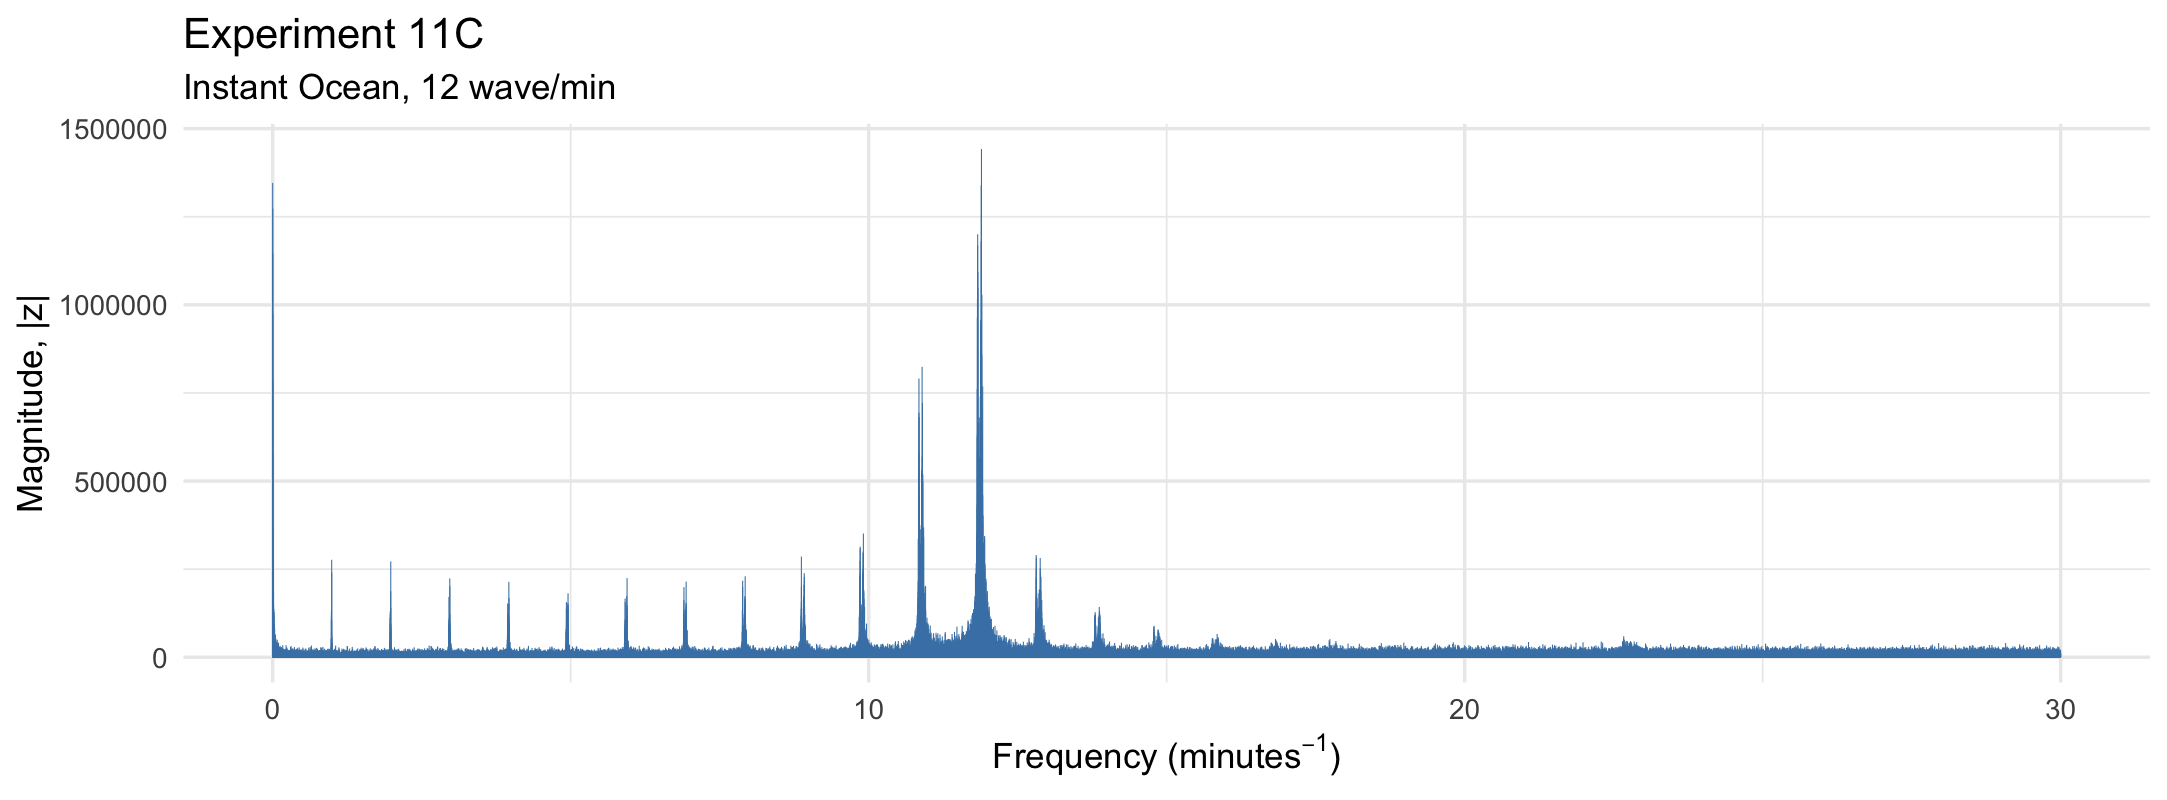 Experiment 11C
Instant Ocean, 12 wave/min
1500000
1000000
500000
0
Magnitude, |z|
0 10 20 30
Frequency (minutes⁻¹)